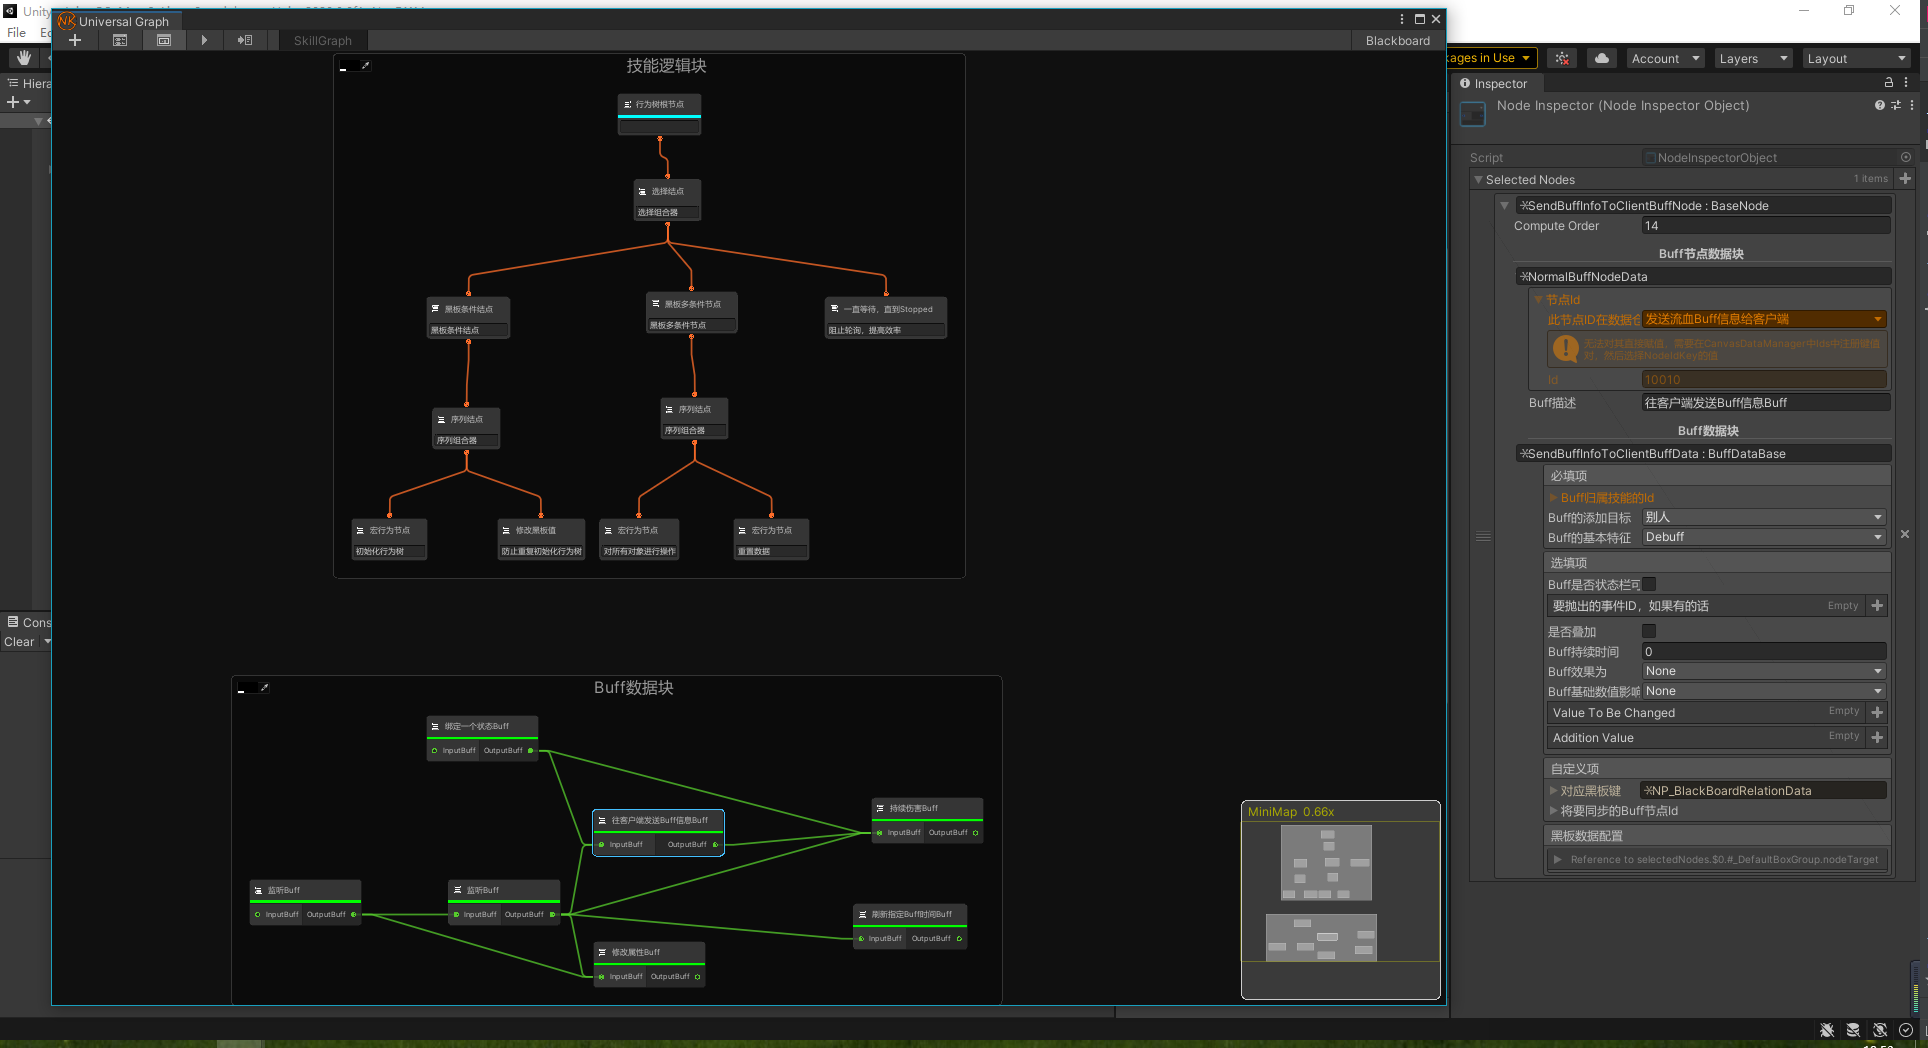 Unity
File
Universal Graph
SkillGraph
Blackboard
ages in Use
Account
Layers
Layout
Hiera
Cons
Clear
技能逻辑块
行为树根节点
选择结点
选择组合器
黑板条件结点
黑板条件结点
黑板多条件节点
黑板多条件节点
一直等待，直到Stopped
阻止轮询，提高效率
序列结点
序列组合器
序列结点
序列组合器
宏行为节点
初始化行为树
修改黑板值
防止重复初始化行为树
宏行为节点
对所有对象进行操作
宏行为节点
重置数据
Buff数据块
绑定一个状态Buff
InputBuff OutputBuff
往客户端发送Buff信息Buff
InputBuff OutputBuff
持续伤害Buff
InputBuff OutputBuff
监听Buff
InputBuff OutputBuff
监听Buff
InputBuff OutputBuff
刷新指定Buff时间Buff
InputBuff OutputBuff
修改属性Buff
InputBuff OutputBuff
MiniMap 0.66x
Inspector
Node Inspector (Node Inspector Object)
Script NodeInspectorObject
Selected Nodes 1 items
SendBuffInfoToClientBuffNode : BaseNode
Compute Order 14
Buff节点数据块
NormalBuffNodeData
节点Id
此节点ID在数据仓 发送流血Buff信息给客户端
无法对其直接赋值，需要在CanvasDataManager中Ids中注册键值
对，然后选择NodeIdKey的值
Id 10010
Buff描述 往客户端发送Buff信息Buff
Buff数据块
SendBuffInfoToClientBuffData : BuffDataBase
必填项
Buff归属技能的Id
Buff的添加目标 别人
Buff的基本特征 Debuff
选填项
Buff是否状态栏可
要抛出的事件ID，如果有的话 Empty
是否叠加
Buff持续时间 0
Buff效果为 None
Buff基础数值影响 None
Value To Be Changed Empty
Addition Value Empty
自定义项
对应黑板键 NP_BlackBoardRelationData
将要同步的Buff节点Id
黑板数据配置
Reference to selectedNodes.$0.#_DefaultBoxGroup.nodeTarget